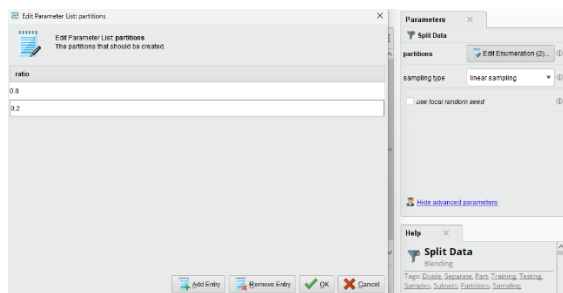 Edit Parameter List: partitions
Edit Parameter List: partitions
The partitions that should be created.
ratio
0.8
0.2
Add Entry
Remove Entry
OK
Cancel
Parameters
Split Data
partitions
Edit Enumeration (2)...
sampling type
linear sampling
use local random seed
Hide advanced parameters
Help
Split Data
Blending
Tags: Divide, Separate, Part, Training, Testing,
Samples, Subsets, Partitions, Sampling